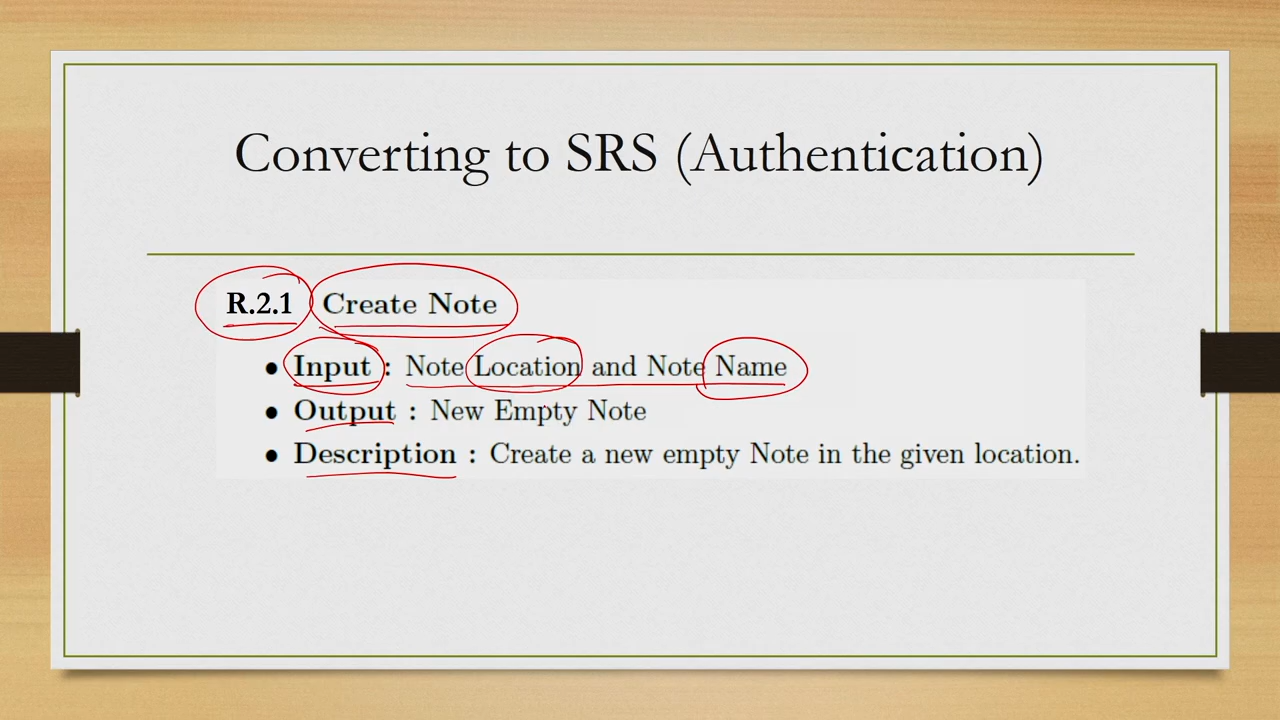 Converting to SRS (Authentication)
R.2.1 Create Note
• Input : Note Location and Note Name
• Output : New Empty Note
• Description : Create a new empty Note in the given location.